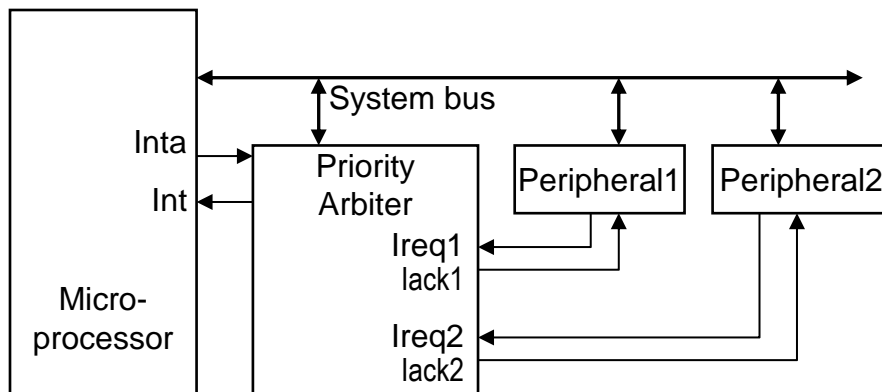 System bus
Inta
Int
Micro-
processor
Priority
Arbiter
Ireq1
Iack1
Ireq2
Iack2
Peripheral1
Peripheral2